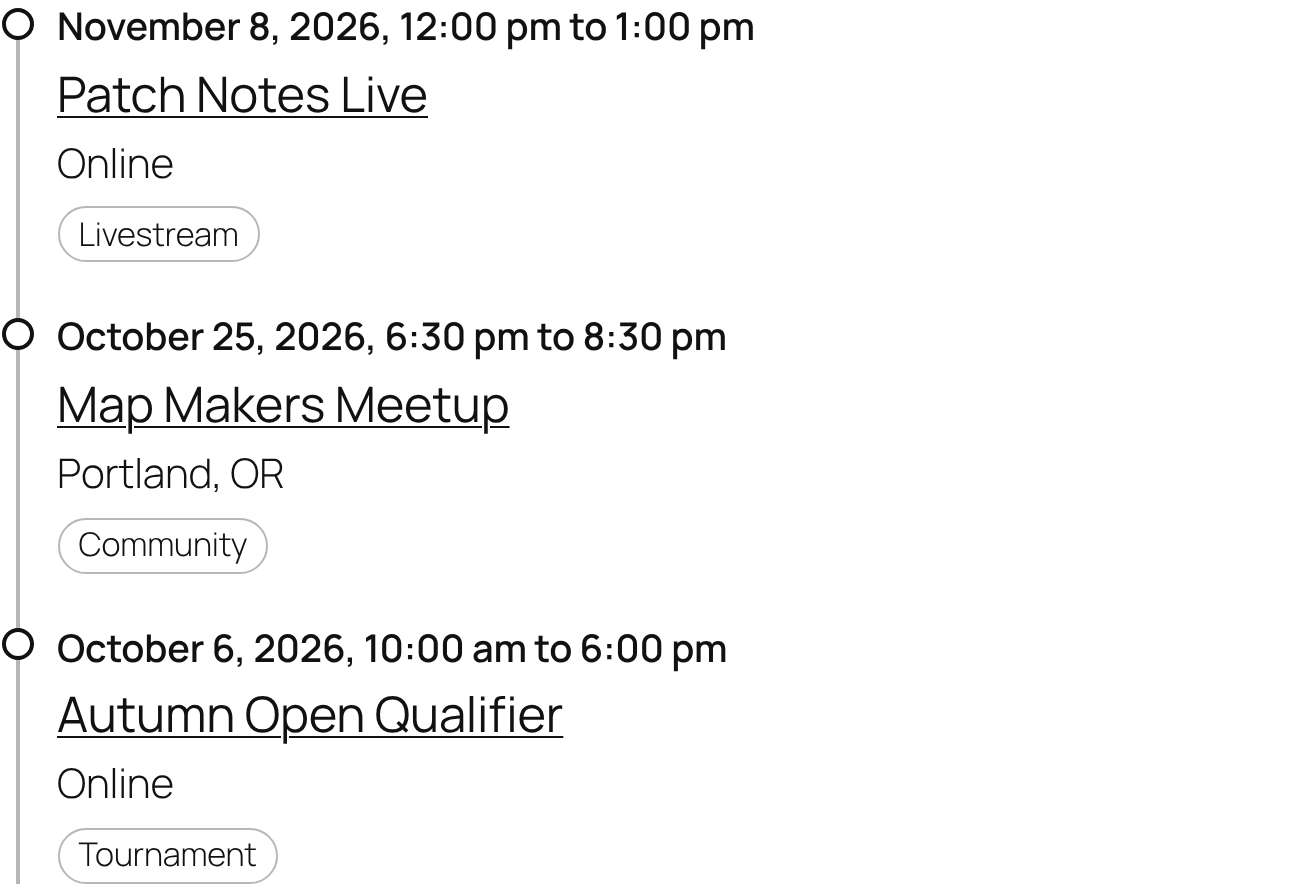 November 8, 2026, 12:00 pm to 1:00 pm
Patch Notes Live
Online
Livestream
October 25, 2026, 6:30 pm to 8:30 pm
Map Makers Meetup
Portland, OR
Community
October 6, 2026, 10:00 am to 6:00 pm
Autumn Open Qualifier
Online
Tournament